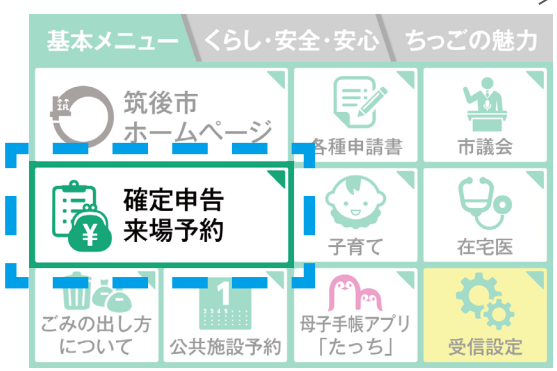 基本メニュー
くらし・安全・安心
ちっごの魅力
筑後市
ホームページ
各種申請書
市議会
確定申告
来場予約
¥
子育て
在宅医
ごみの出し方
について
1
公共施設予約
母子手帳アプリ
「たっち」
受信設定